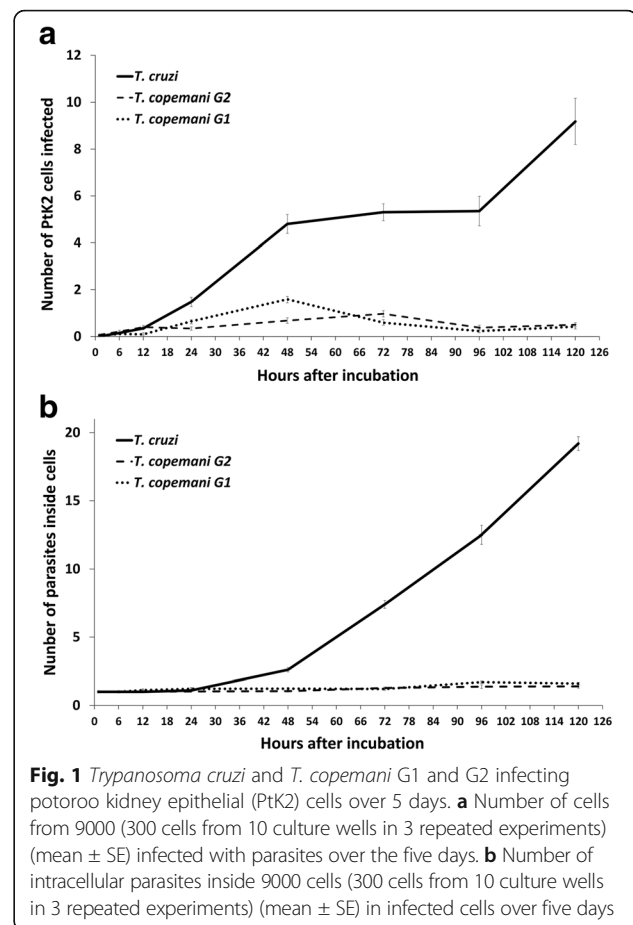 a
12
10
8
6
4
2
0
Number of PtK2 cells infected
T. cruzi
T. copemani G2
T. copemani G1
0 6 12 18 24 30 36 42 48 54 60 66 72 78 84 90 96 102 108 114 120 126
Hours after incubation
b
20
15
10
5
0
Nunber of parasites inside cells
T. cruzi
T. copemani G2
T. copemani G1
0 6 12 18 24 30 36 42 48 54 60 66 72 78 84 90 96 102 108 114 120 126
Hours after incubation
Fig. 1 Trypanosoma cruzi and T. copemani G1 and G2 infecting
potoroo kidney epithelial (PtK2) cells over 5 days. a Number of cells
from 9000 (300 cells from 10 culture wells in 3 repeated experiments)
(mean ± SE) infected with parasites over the five days. b Number of
intracellular parasites inside 9000 cells (300 cells from 10 culture wells
in 3 repeated experiments) (mean ± SE) in infected cells over five days